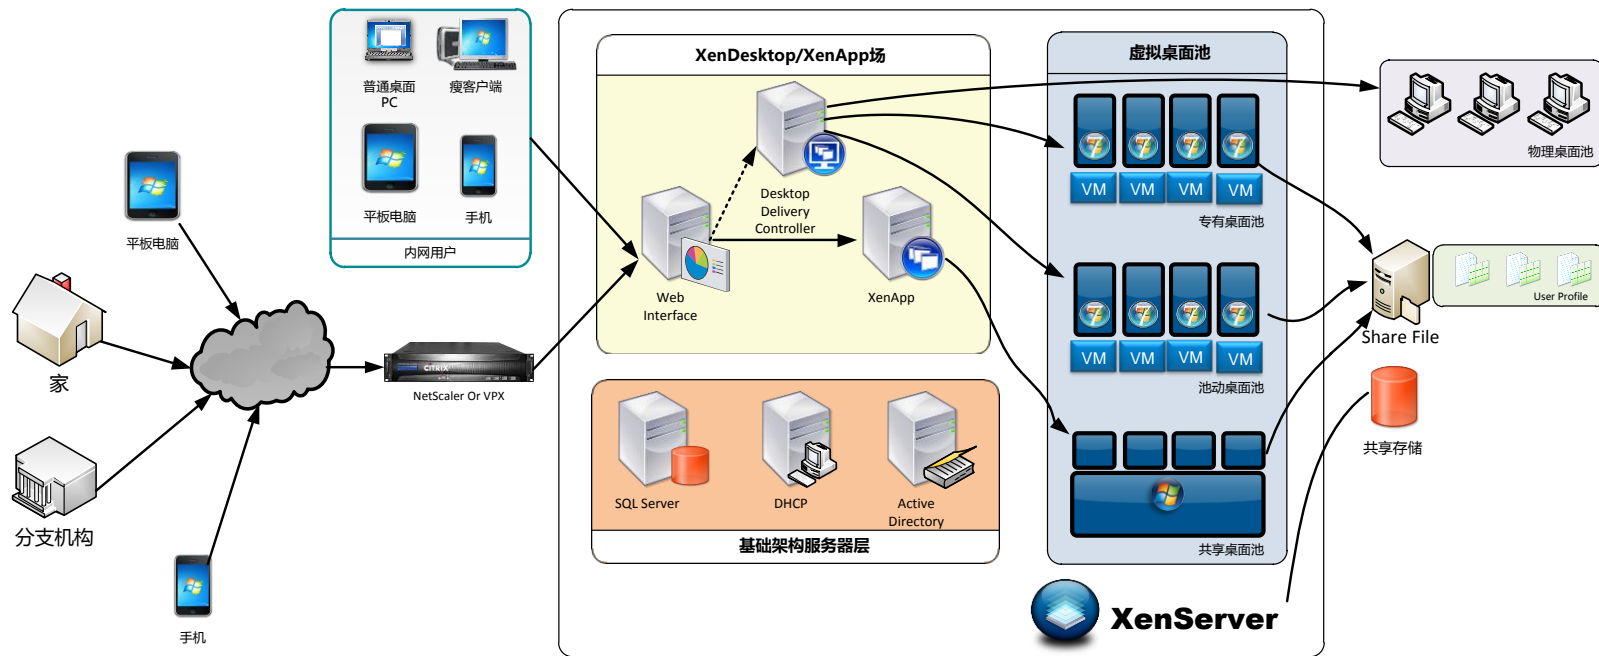 普通桌面
PC
瘦客户端
平板电脑
手机
内网用户
平板电脑
家
分支机构
手机
CITRIX
NetScaler Or VPX
XenDesktop/XenApp场
Desktop
Delivery
Controller
Web
Interface
XenApp
SQL Server
DHCP
Active
Directory
基础架构服务器层
虚拟桌面池
VM
VM
VM
VM
专有桌面池
VM
VM
VM
VM
池动桌面池
共享桌面池
XenServer
物理桌面池
User Profile
Share File
共享存储